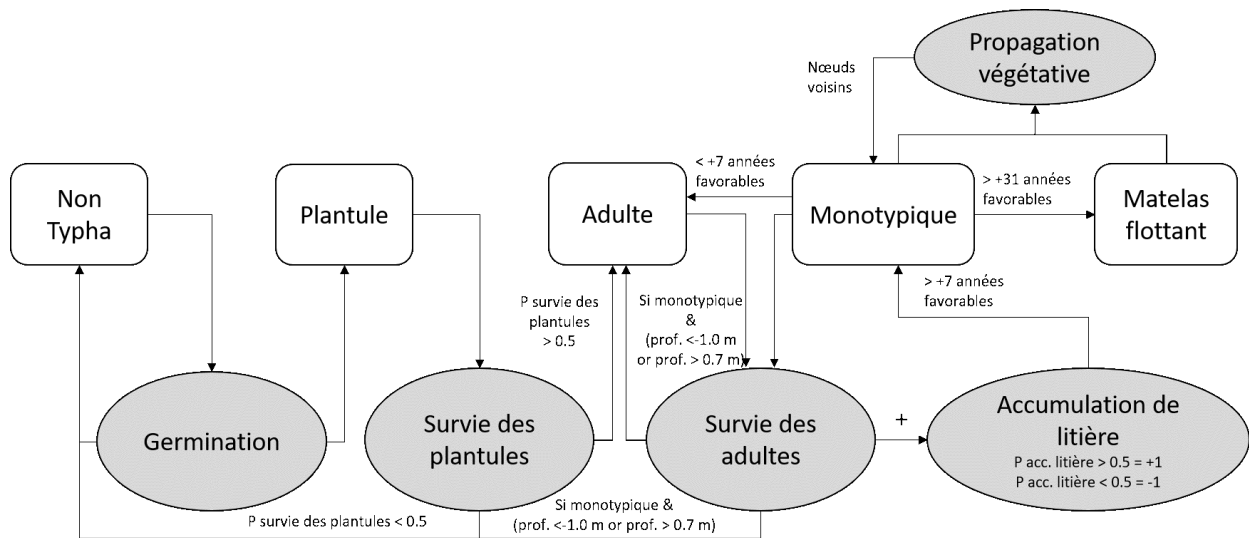 Propagation
végétative
Nœuds
voisins
< +7 années
favorables
> +31 années
favorables
Non
Typha
Plantule
Adulte
Monotypique
Matelas
flottant
> +7 années
favorables
P survie des
plantules
> 0.5
Si monotypique
&
(prof. <-1.0 m
or prof. > 0.7 m)
Germination
Survie des
plantules
Survie des
adultes
+
Accumulation de
litière
P acc. litière > 0.5 = +1
P acc. litière < 0.5 = -1
P survie des plantules < 0.5
Si monotypique &
(prof. <-1.0 m or prof. > 0.7 m)